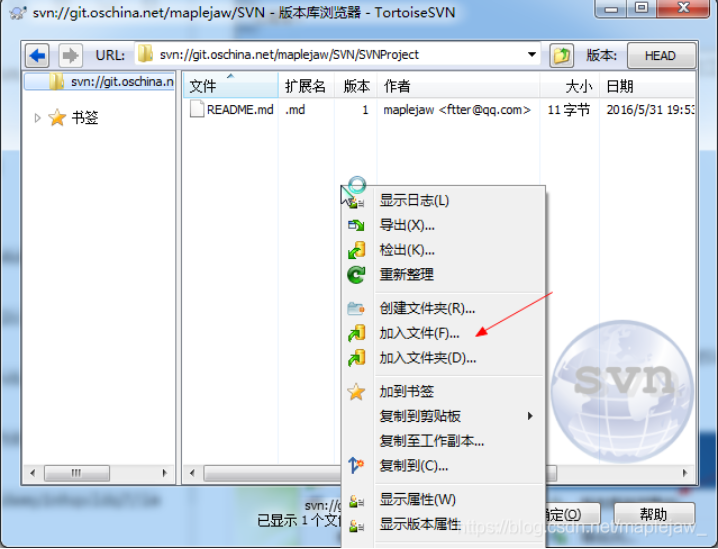 svn://git.oschina.net/maplejaw/SVN - 版本库浏览器 - TortoiseSVN
URL: svn://git.oschina.net/maplejaw/SVN/SVNProject 版本: HEAD
svn://git.oschina.n
书签
文件 扩展名 版本 作者 大小 日期
README.md .md 1 maplejaw <ftter@qq.com> 11 字节 2016/5/31 19:53
显示日志(L)
导出(X)...
检出(K)...
重新整理
创建文件夹(R)...
加入文件(F)...
加入文件夹(D)...
加到书签
复制到剪贴板
复制至工作副本...
复制到(C)...
显示属性(W)
显示版本属性
svn
svn://g
已显示 1 个文
定(O)
帮助
https://blog.csdn.net/maplejaw_